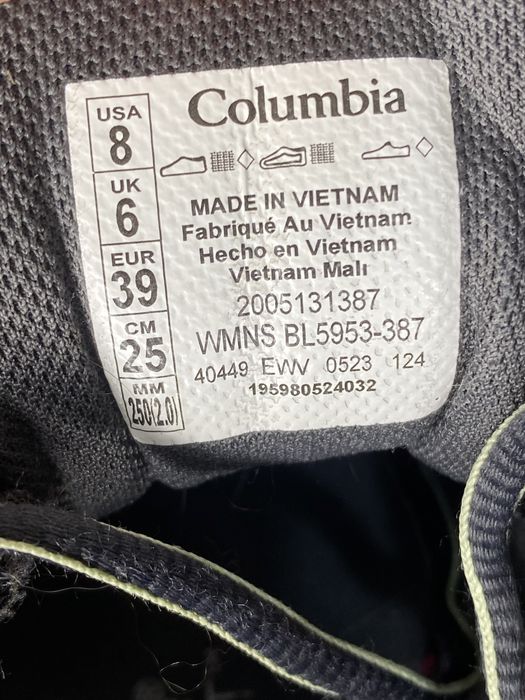 Columbia
USA
8
UK
6
EUR
39
CM
25
MM
250(2.0)
MADE IN VIETNAM
Fabriqué Au Vietnam
Hecho en Vietnam
Vietnam Malı
2005131387
WMNS BL5953-387
40449 EVW 0523 124
195980524032